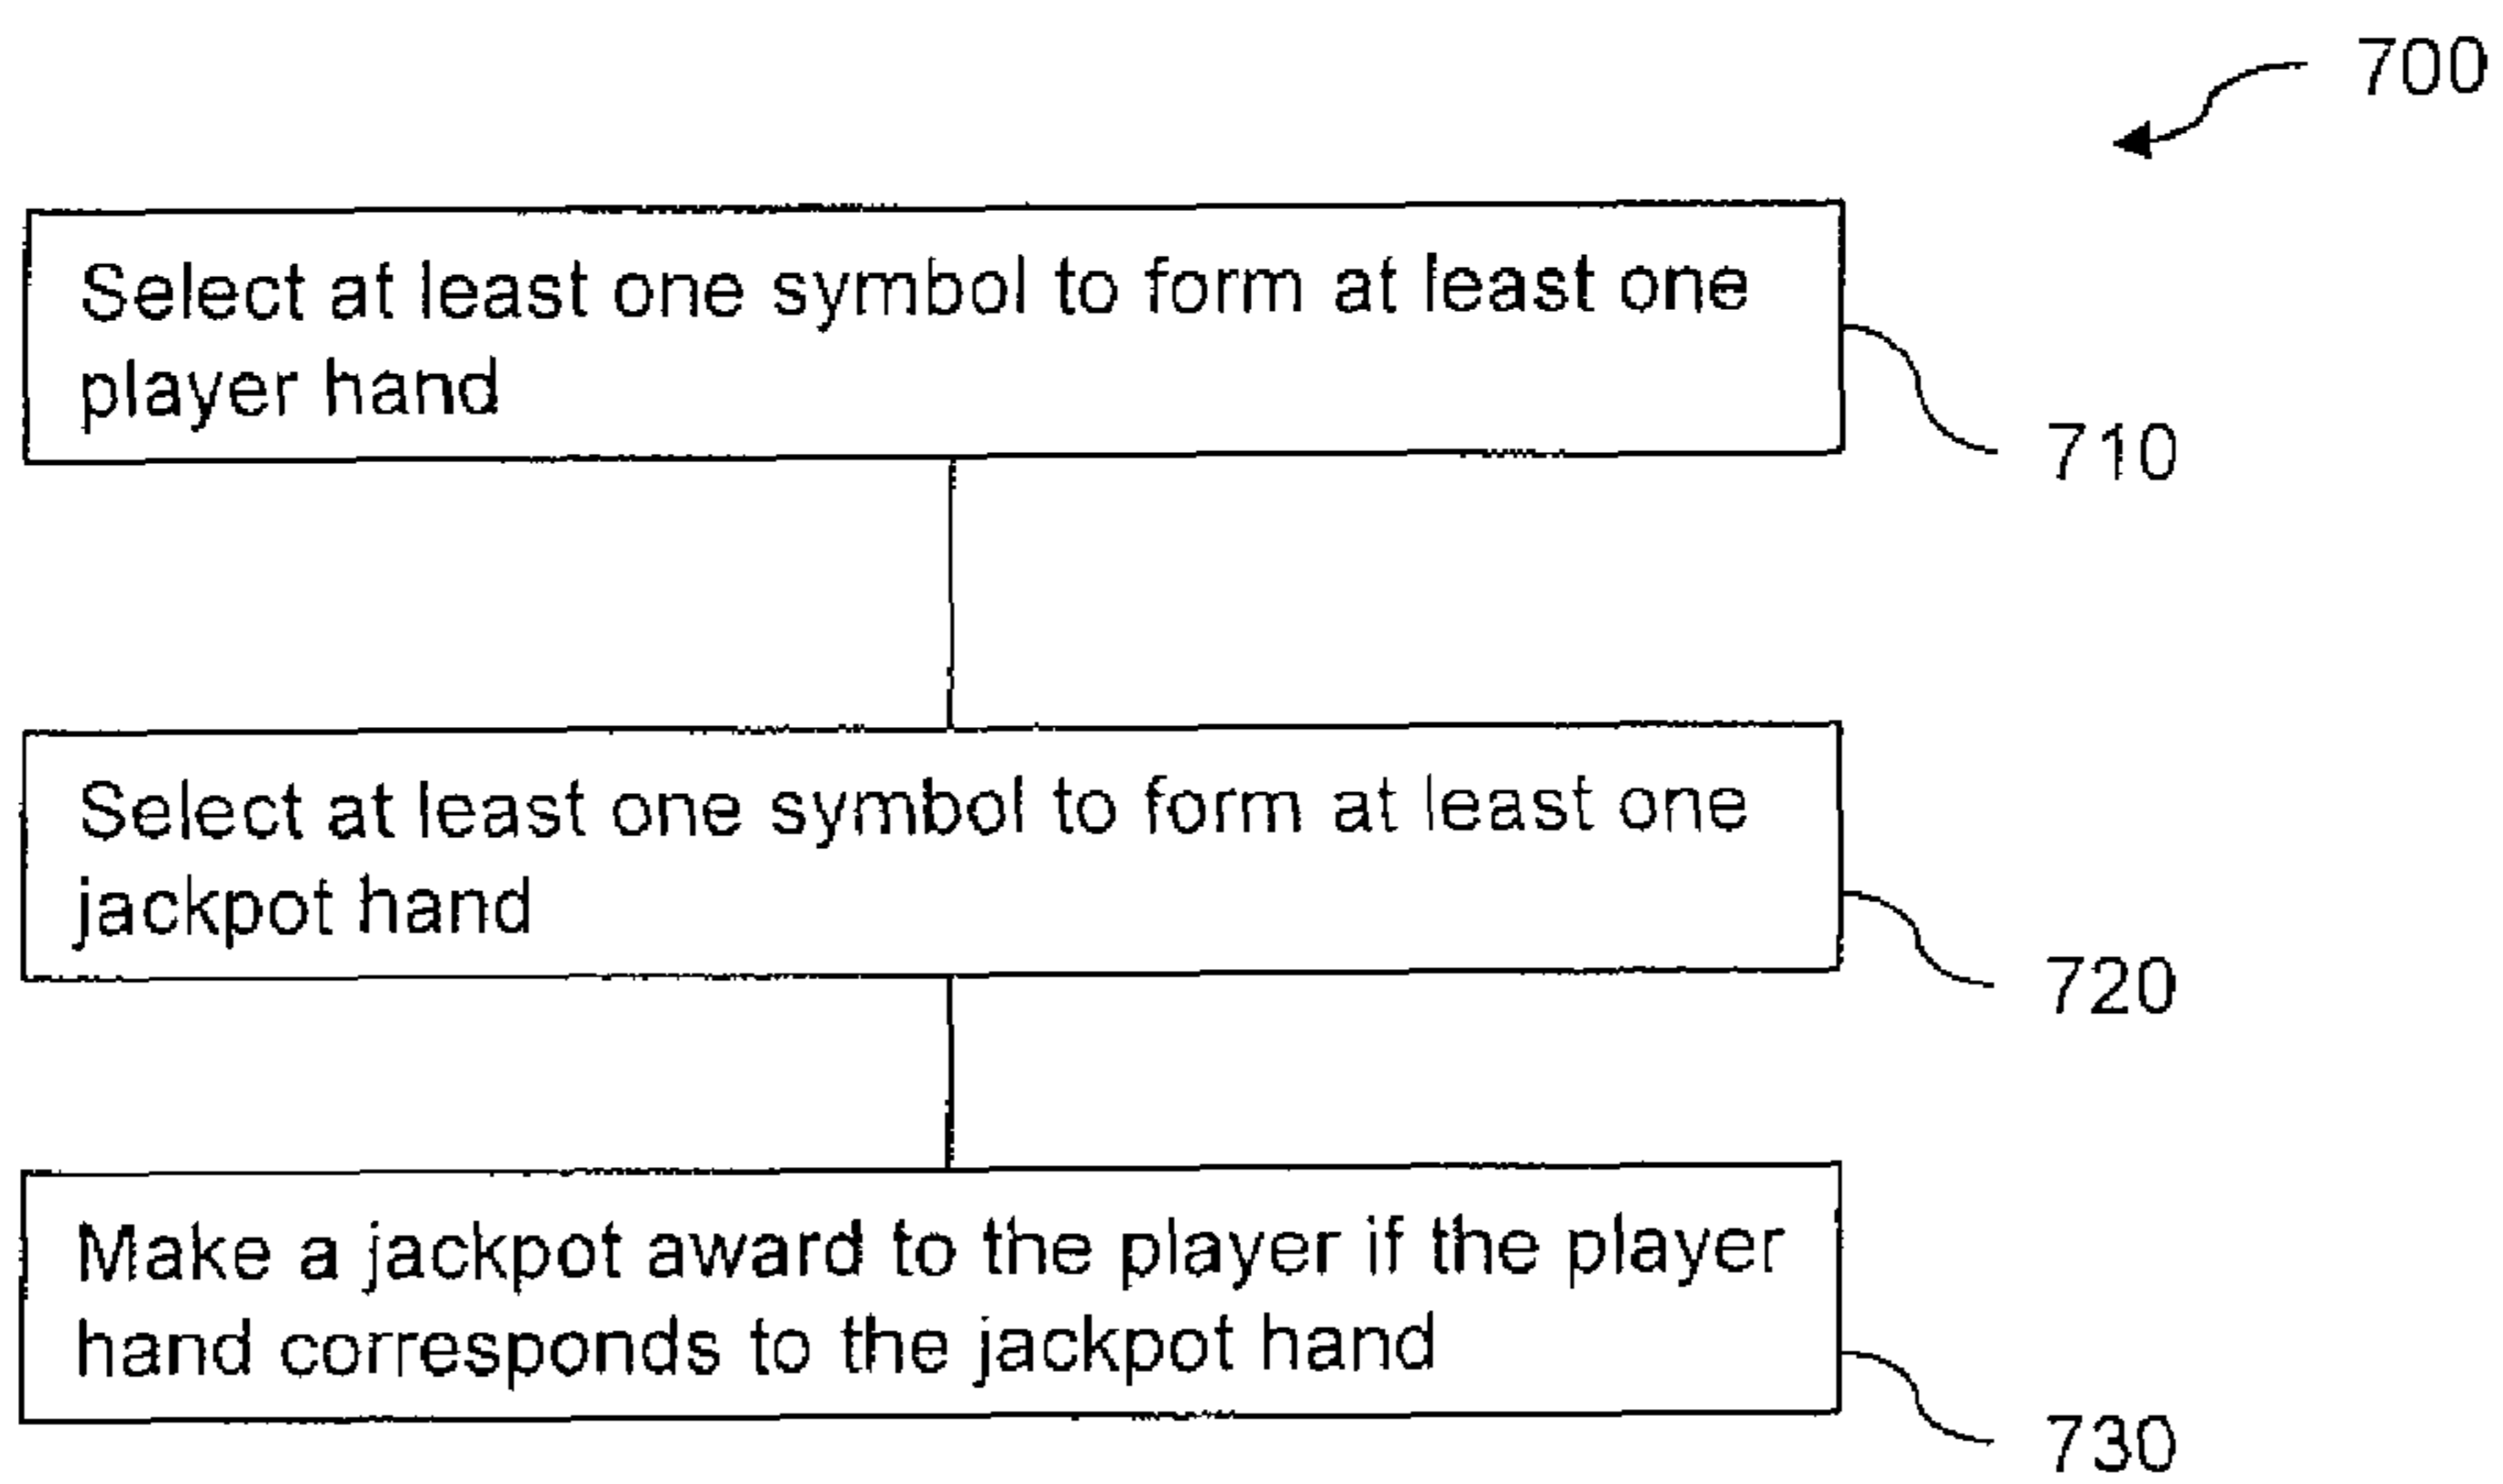 700
Select at least one symbol to form at least one
player hand
710
Select at least one symbol to form at least one
jackpot hand
720
Make a jackpot award to the player if the player
hand corresponds to the jackpot hand
730